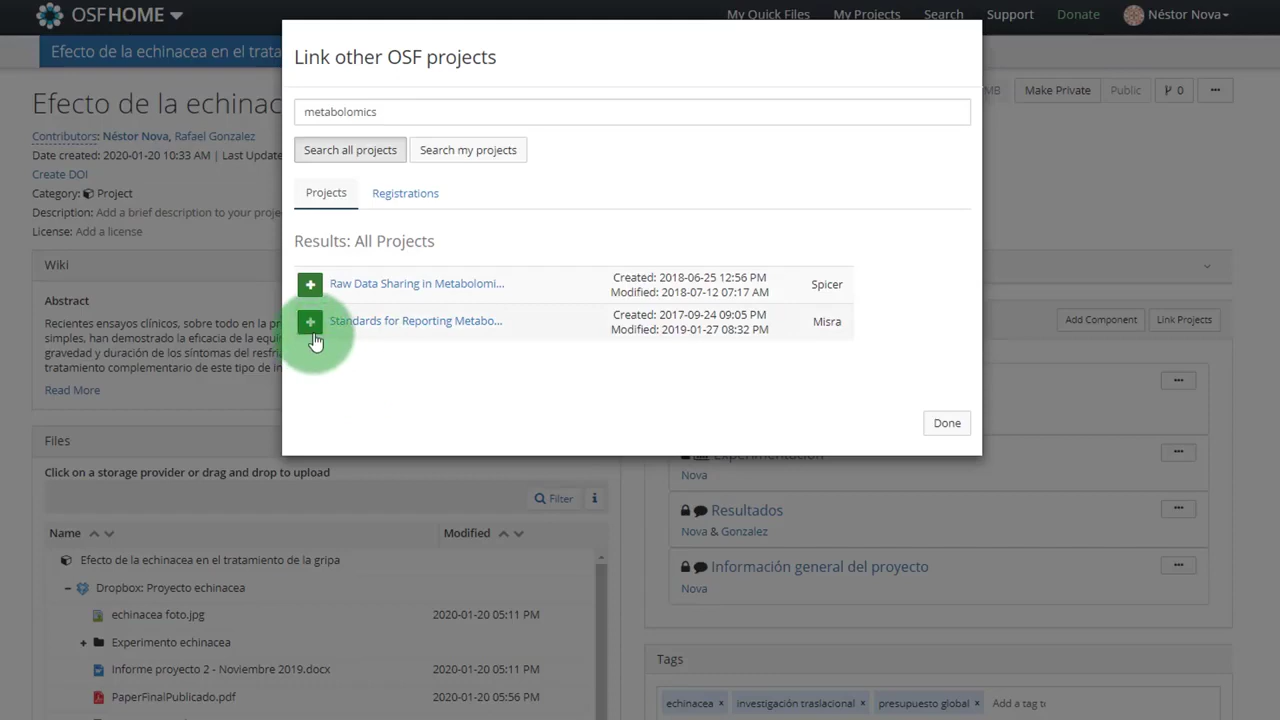 OSFHOME
My Quick Files My Projects Search Support Donate Néstor Nova
Efecto de la echinacea en el trata
Link other OSF projects
metabolomics
Search all projects Search my projects
Projects Registrations
Results: All Projects
Raw Data Sharing in Metabolomi... Created: 2018-06-25 12:56 PM Spicer
Modified: 2018-07-12 07:17 AM
Standards for Reporting Metabo... Created: 2017-09-24 09:05 PM Misra
Modified: 2019-01-27 08:32 PM
Done
Efecto de la echinac
MB Make Private Public 0 ...
Contributors: Néstor Nova, Rafael Gonzalez
Date created: 2020-01-20 10:33 AM | Last Update
Create DOI
Category: Project
Description: Add a brief description to your proje
License: Add a license
Wiki
Abstract
Recientes ensayos clínicos, sobre todo en la pr
simples, han demostrado la eficacia de la equi
gravedad y duración de los síntomas del resfri
tratamiento complementario de este tipo de in
Read More
Files
Click on a storage provider or drag and drop to upload
Filter
Name Modified
Efecto de la echinacea en el tratamiento de la gripa
Dropbox: Proyecto echinacea
echinacea foto.jpg 2020-01-20 05:11 PM
Experimento echinacea
Informe proyecto 2 - Noviembre 2019.docx 2020-01-20 05:11 PM
PaperFinalPublicado.pdf 2020-01-20 05:56 PM
Add Component Link Projects
...
Experimentación ...
Nova
Resultados ...
Nova & Gonzalez
Información general del proyecto ...
Nova
Tags
echinacea × investigación traslacional × presupuesto global × Add a tag to